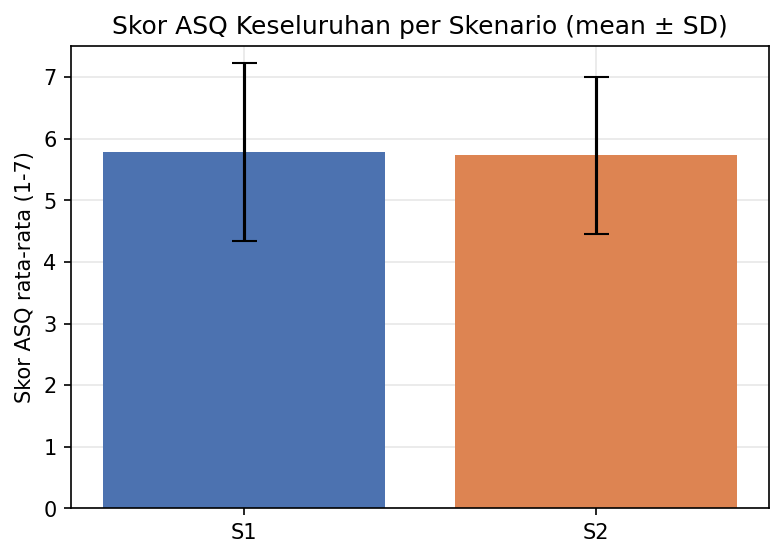 Skor ASQ Keseluruhan per Skenario (mean ± SD)
Skor ASQ rata-rata (1-7)
7
6
5
4
3
2
1
0
S1
S2